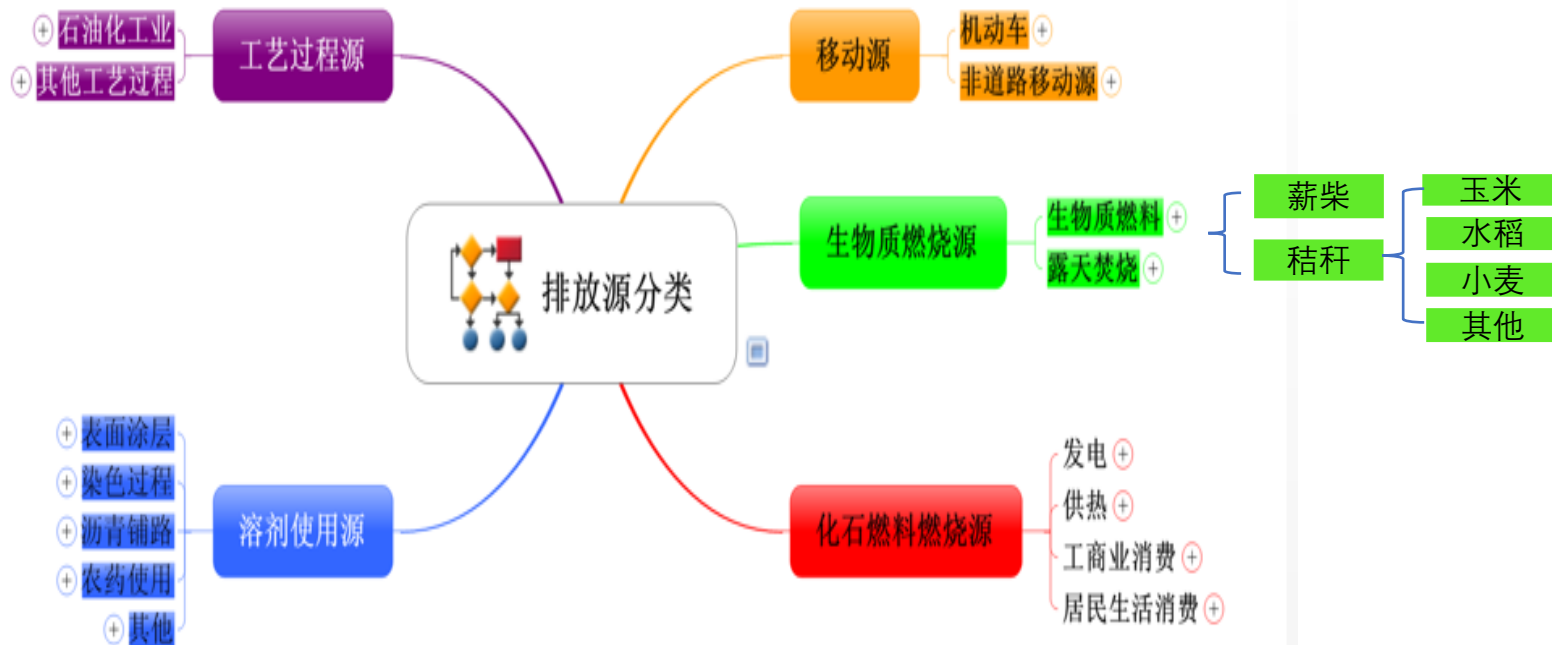 石油化工业
其他工艺过程
工艺过程源
移动源
机动车
非道路移动源
排放源分类
生物质燃烧源
生物质燃料
露天焚烧
薪柴
秸秆
玉米
水稻
小麦
其他
表面涂层
染色过程
沥青铺路
农药使用
其他
溶剂使用源
化石燃料燃烧源
发电
供热
工商业消费
居民生活消费